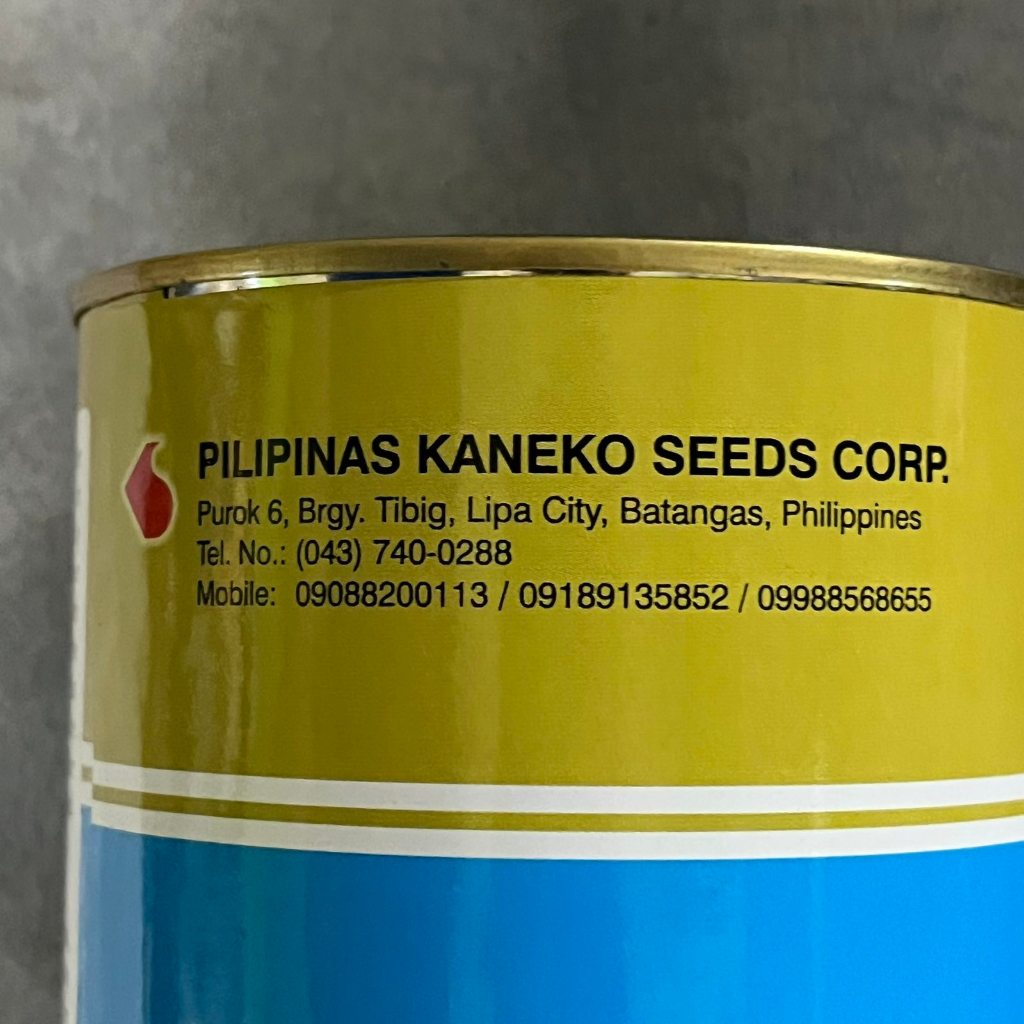 PILIPINAS KANEKO SEEDS CORP.
Purok 6, Brgy. Tibig, Lipa City, Batangas, Philippines
Tel. No.: (043) 740-0288
Mobile: 09088200113 / 09189135852 / 09988568655